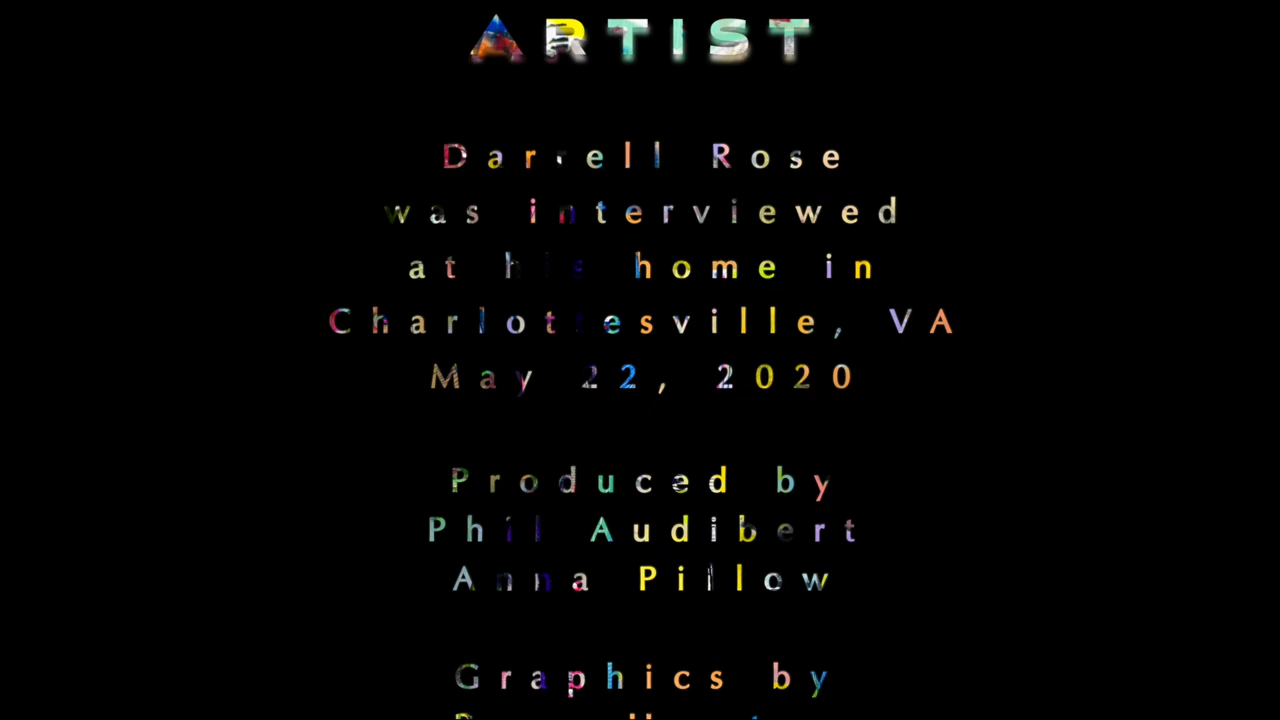 ARTIST
Darrell Rose
was interviewed
at his home in
Charlottesville, VA
May 22, 2020
Produced by
Phil Audibert
Anna Pillow
Graphics by